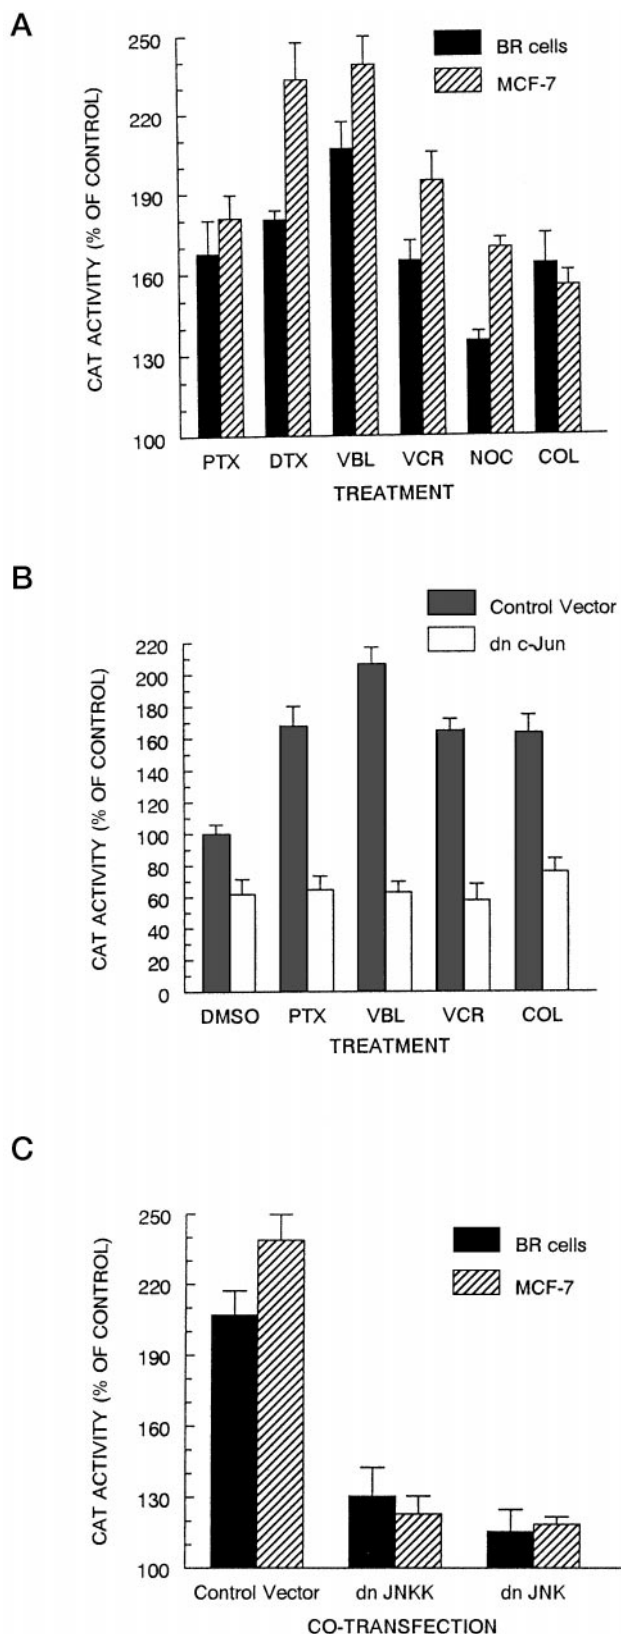 A
250
220
190
160
130
100
CAT ACTIVITY (% OF CONTROL)
BR cells
MCF-7
PTX DTX VBL VCR NOC COL
TREATMENT
B
Control Vector
dn c-Jun
220
200
180
160
140
120
100
80
60
40
20
0
CAT ACTIVITY (% OF CONTROL)
DMSO PTX VBL VCR COL
TREATMENT
C
250
220
190
160
130
100
CAT ACTIVITY (% OF CONTROL)
BR cells
MCF-7
Control Vector dn JNKK dn JNK
CO-TRANSFECTION